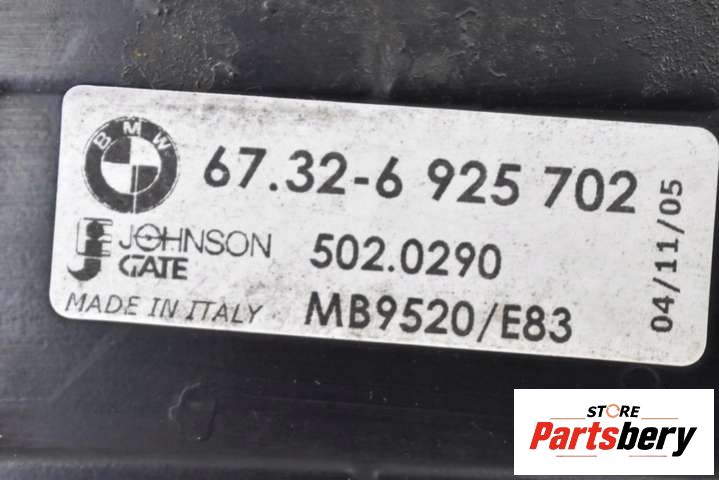 BMW
67.32-6 925 702
JOHNSON
GATE
502.0290
MADE IN ITALY
MB9520/E83
04/11/05
STORE
Partsbery